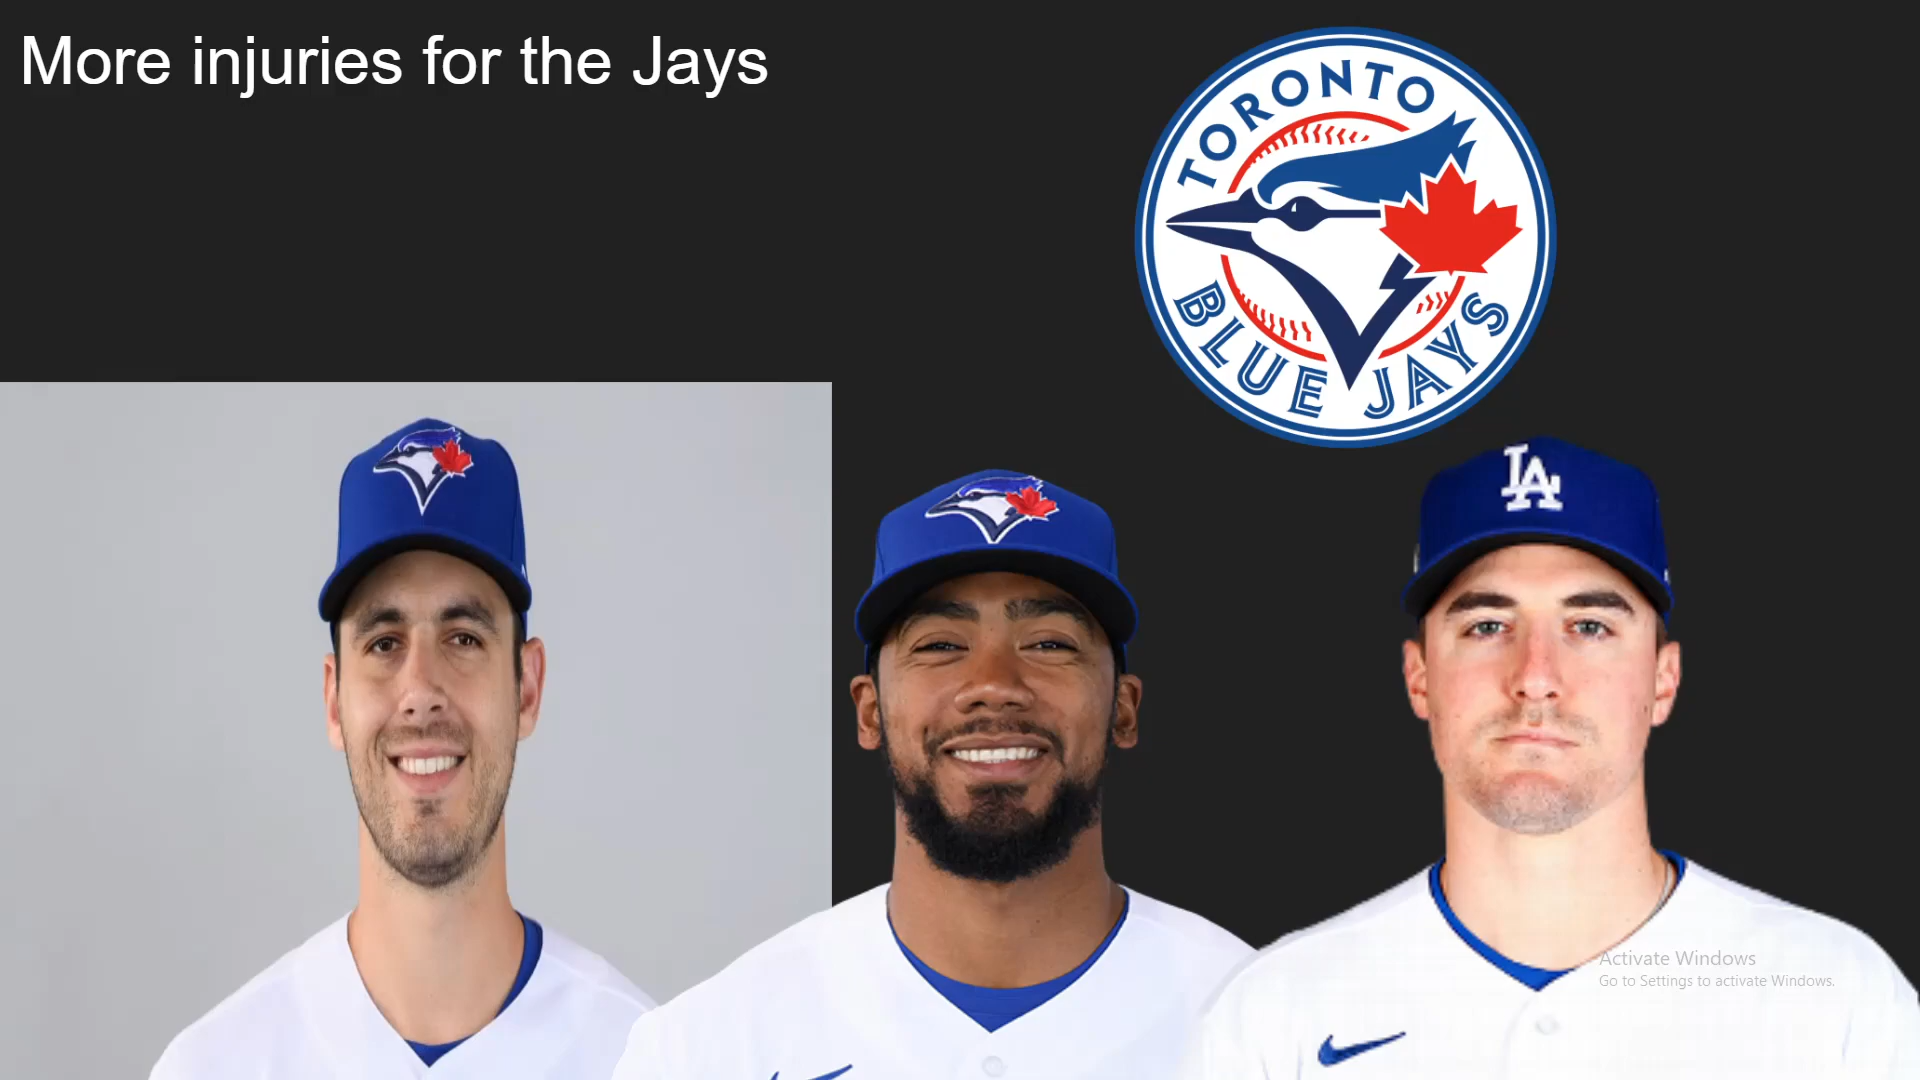 More injuries for the Jays
TORONTO
BLUE JAYS
LA
Activate Windows
Go to Settings to activate Windows.